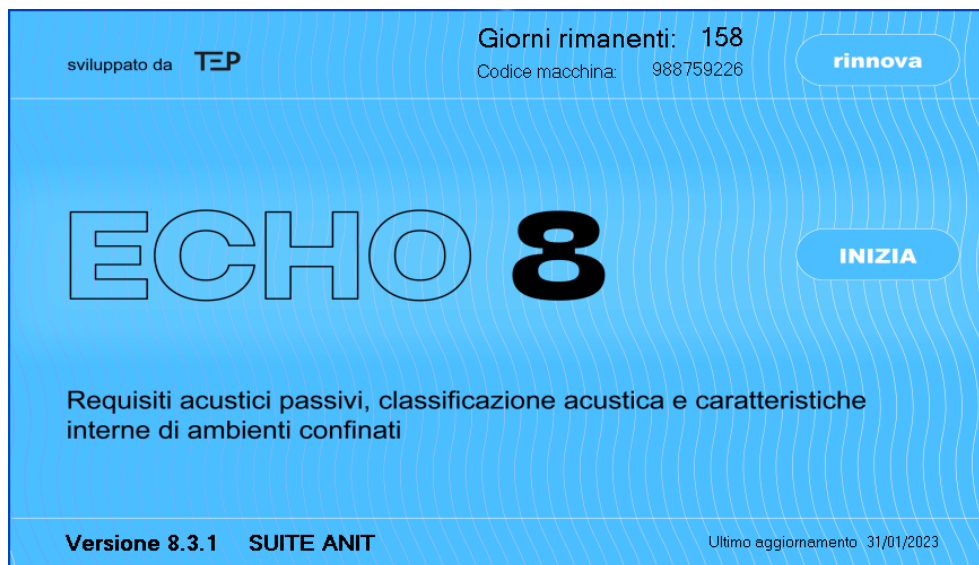 sviluppato da TEP
Giorni rimanenti: 158
Codice macchina: 988759226
rinnova
ECHO 8
INIZIA
Requisiti acustici passivi, classificazione acustica e caratteristiche
interne di ambienti confinati
Versione 8.3.1 SUITE ANIT
Ultimo aggiornamento 31/01/2023